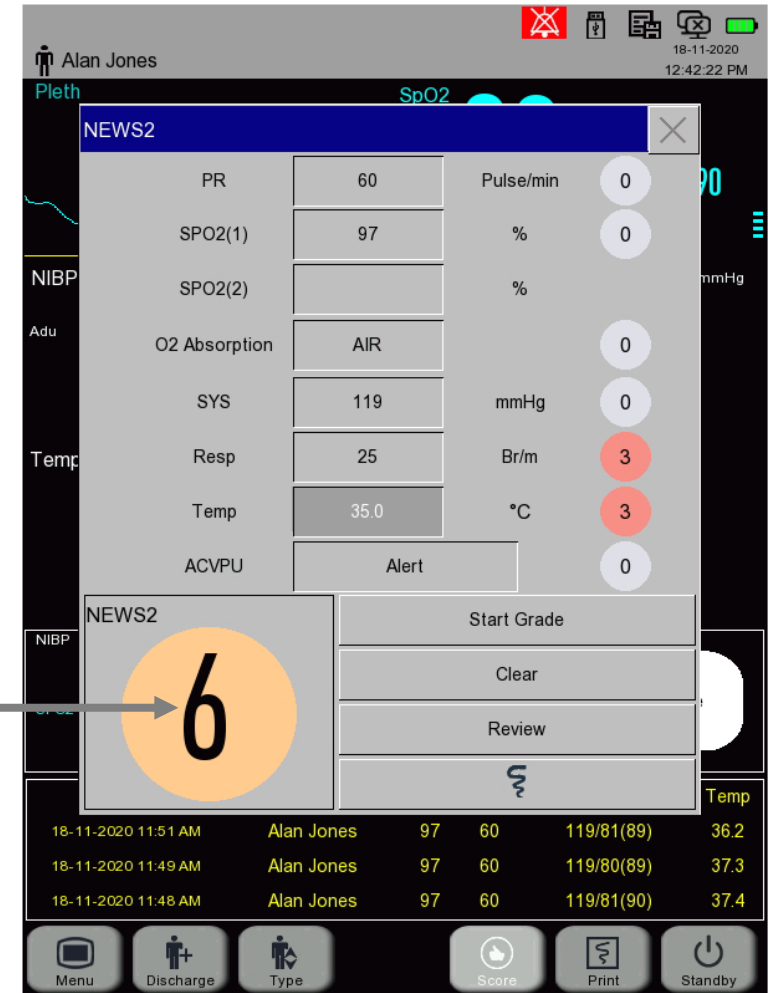 18-11-2020
Alan Jones
12:42:22 PM
Pleth SpO2
NEWS2
PR 60 Pulse/min 0
SPO2(1) 97 % 0
NIBP SPO2(2) % mmHg
Adu O2 Absorption AIR 0
SYS 119 mmHg 0
Temp Resp 25 Br/m 3
Temp 35.0 °C 3
ACVPU Alert 0
NEWS2 Start Grade
NIBP
Clear
6
Review
Temp
18-11-2020 11:51 AM Alan Jones 97 60 119/81(89) 36.2
18-11-2020 11:49 AM Alan Jones 97 60 119/80(89) 37.3
18-11-2020 11:48 AM Alan Jones 97 60 119/81(90) 37.4
Menu Discharge Type Score Print Standby